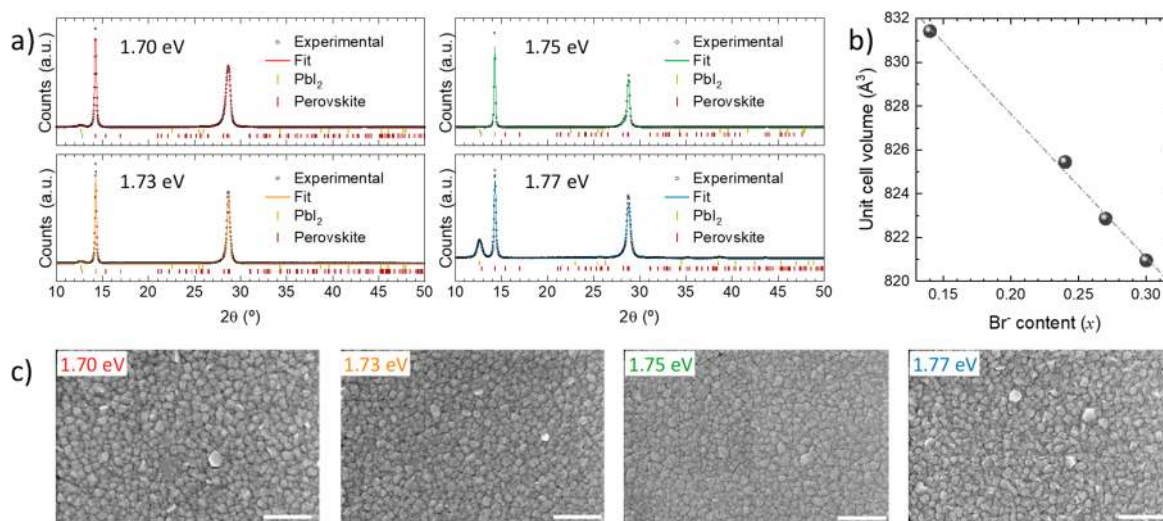 a)
1.70 eV
Experimental
Fit
PbI₂
Perovskite
Counts (a.u.)
1.75 eV
Experimental
Fit
PbI₂
Perovskite
Counts (a.u.)
1.73 eV
Experimental
Fit
PbI₂
Perovskite
Counts (a.u.)
10 15 20 25 30 35 40 45 50
2θ (º)
1.77 eV
Experimental
Fit
PbI₂
Perovskite
Counts (a.u.)
10 15 20 25 30 35 40 45 50
2θ (º)
b)
832
830
828
826
824
822
820
Unit cell volume (Å³)
0.15 0.20 0.25 0.30
Br⁻ content (x)
c)
1.70 eV
1.73 eV
1.75 eV
1.77 eV